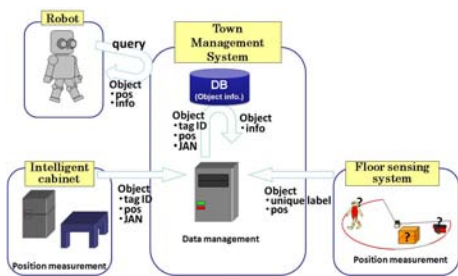 Robot
query
Object
・pos
・info
Town
Management
System
DB
(Object info.)
Object
・tag ID
・pos
・JAN
Object
・info
Intelligent
cabinet
Object
・tag ID
・pos
・JAN
Position measurement
Data management
Floor sensing
system
Object
・unique label
・pos
?
?
?
Position measurement